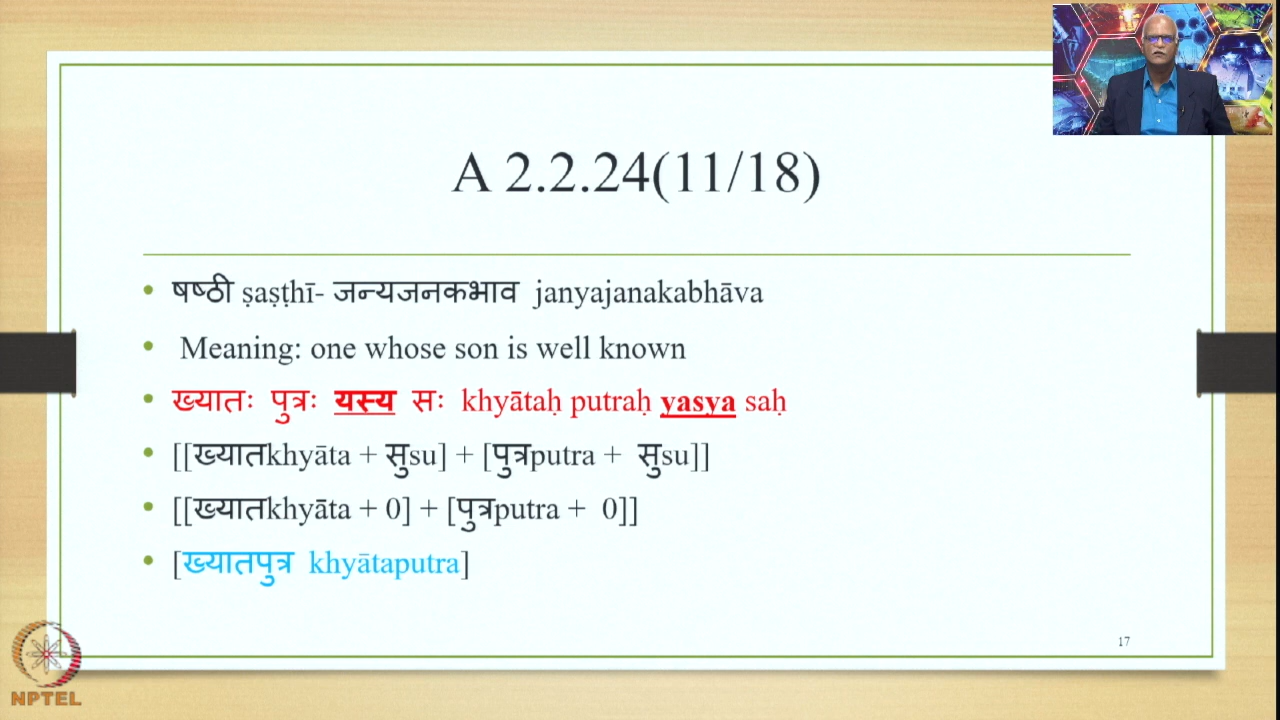 A 2.2.24(11/18)
• षष्ठी ṣaṣṭhī- जन्यजनकभाव janyajanakabhāva
• Meaning: one whose son is well known
• ख्यातः पुत्रः यस्य सः khyātaḥ putraḥ yasya saḥ
• [[ख्यातkhyāta + सुsu] + [पुत्रputra + सुsu]]
• [[ख्यातkhyāta + 0] + [पुत्रputra + 0]]
• [ख्यातपुत्र khyātaputra]
17
NPTEL